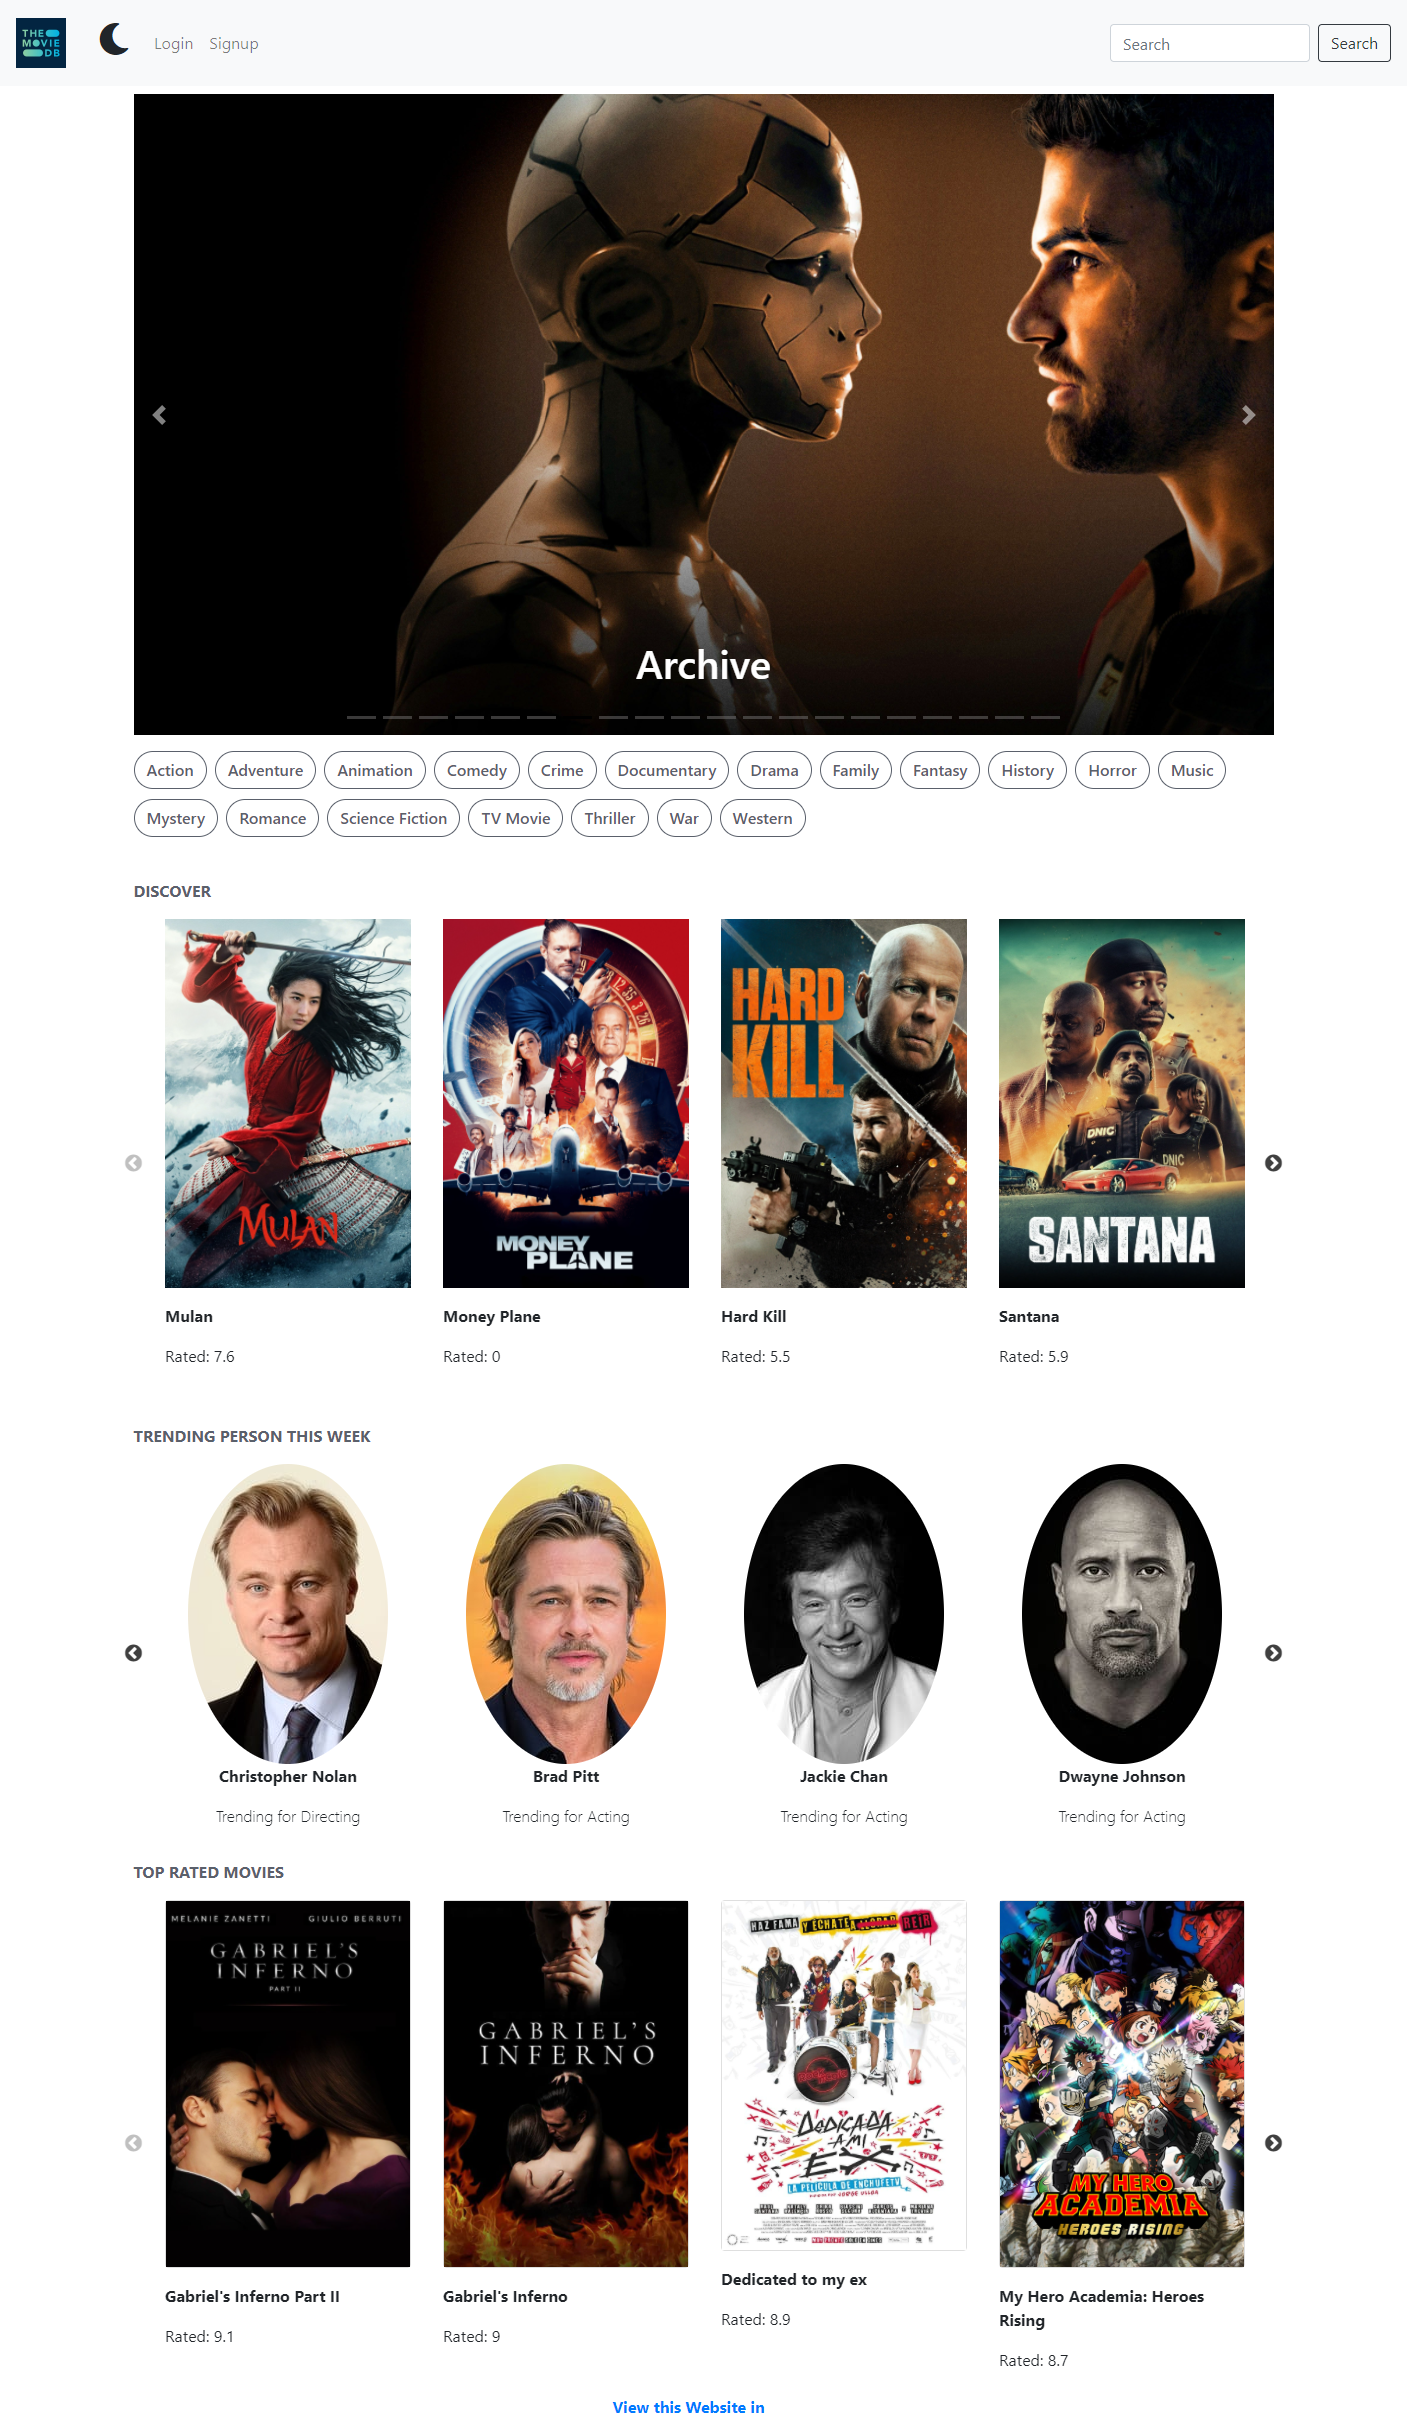 THE
MOVIE
DB
Login
Signup
Search
Search
Archive
Action
Adventure
Animation
Comedy
Crime
Documentary
Drama
Family
Fantasy
History
Horror
Music
Mystery
Romance
Science Fiction
TV Movie
Thriller
War
Western
DISCOVER
MULAN
MONEY
PLANE
HARD
KILL
DNIC
DNIC
SANTANA
Mulan
Money Plane
Hard Kill
Santana
Rated: 7.6
Rated: 0
Rated: 5.5
Rated: 5.9
TRENDING PERSON THIS WEEK
Christopher Nolan
Brad Pitt
Jackie Chan
Dwayne Johnson
Trending for Directing
Trending for Acting
Trending for Acting
Trending for Acting
TOP RATED MOVIES
MELANIE ZANETTI GIULIO BERRUTI
GABRIEL'S
INFERNO
PART II
GABRIEL'S
INFERNO
HAZ FAMA Y ÉCHATE A LLORAR REIR
DEDICADA
A MI
EX
LA PELÍCULA DE ENCHUFETV
JORGE ULLOA
MY HERO
ACADEMIA
HEROES RISING
Gabriel's Inferno Part II
Gabriel's Inferno
Dedicated to my ex
My Hero Academia: Heroes
Rising
Rated: 9.1
Rated: 9
Rated: 8.9
Rated: 8.7
View this Website in